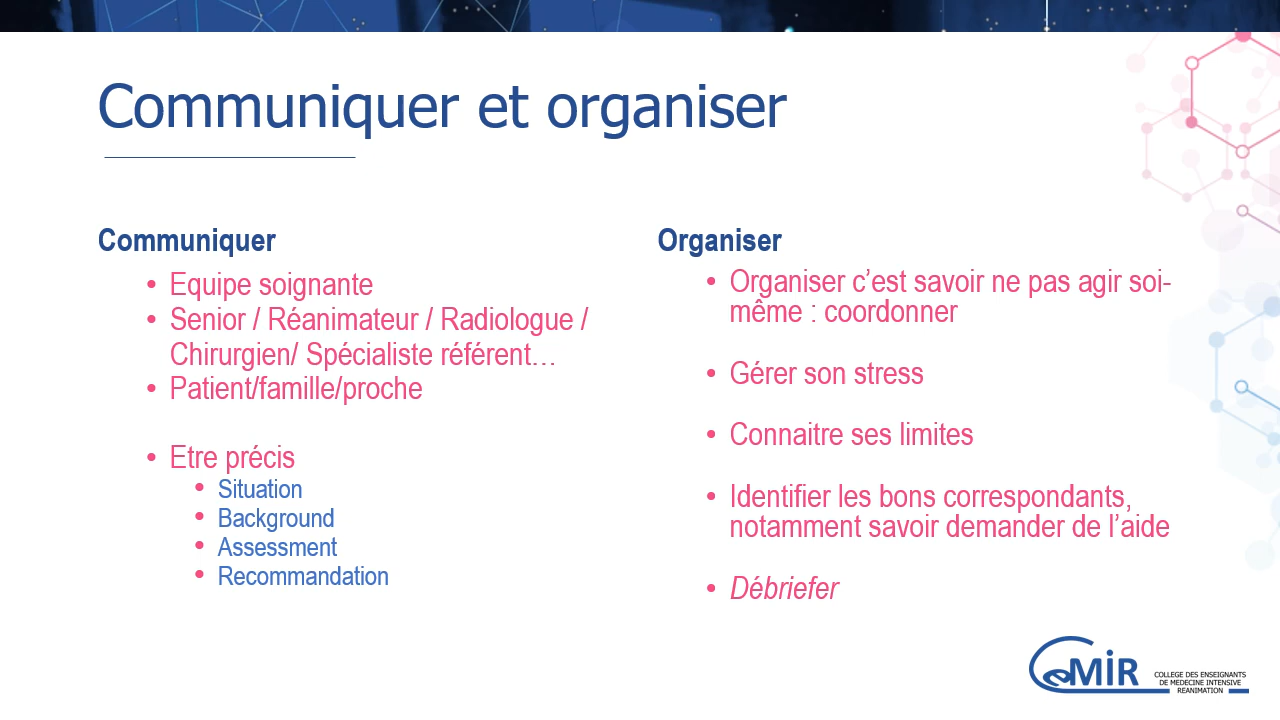 Communiquer et organiser
Communiquer
• Equipe soignante
• Senior / Réanimateur / Radiologue /
Chirurgien/ Spécialiste référent…
• Patient/famille/proche
• Etre précis
• Situation
• Background
• Assessment
• Recommandation
Organiser
• Organiser c’est savoir ne pas agir soi-
même : coordonner
• Gérer son stress
• Connaitre ses limites
• Identifier les bons correspondants,
notamment savoir demander de l’aide
• Débriefer
CeMIR
COLLEGE DES ENSEIGNANTS
DE MEDECINE INTENSIVE
REANIMATION